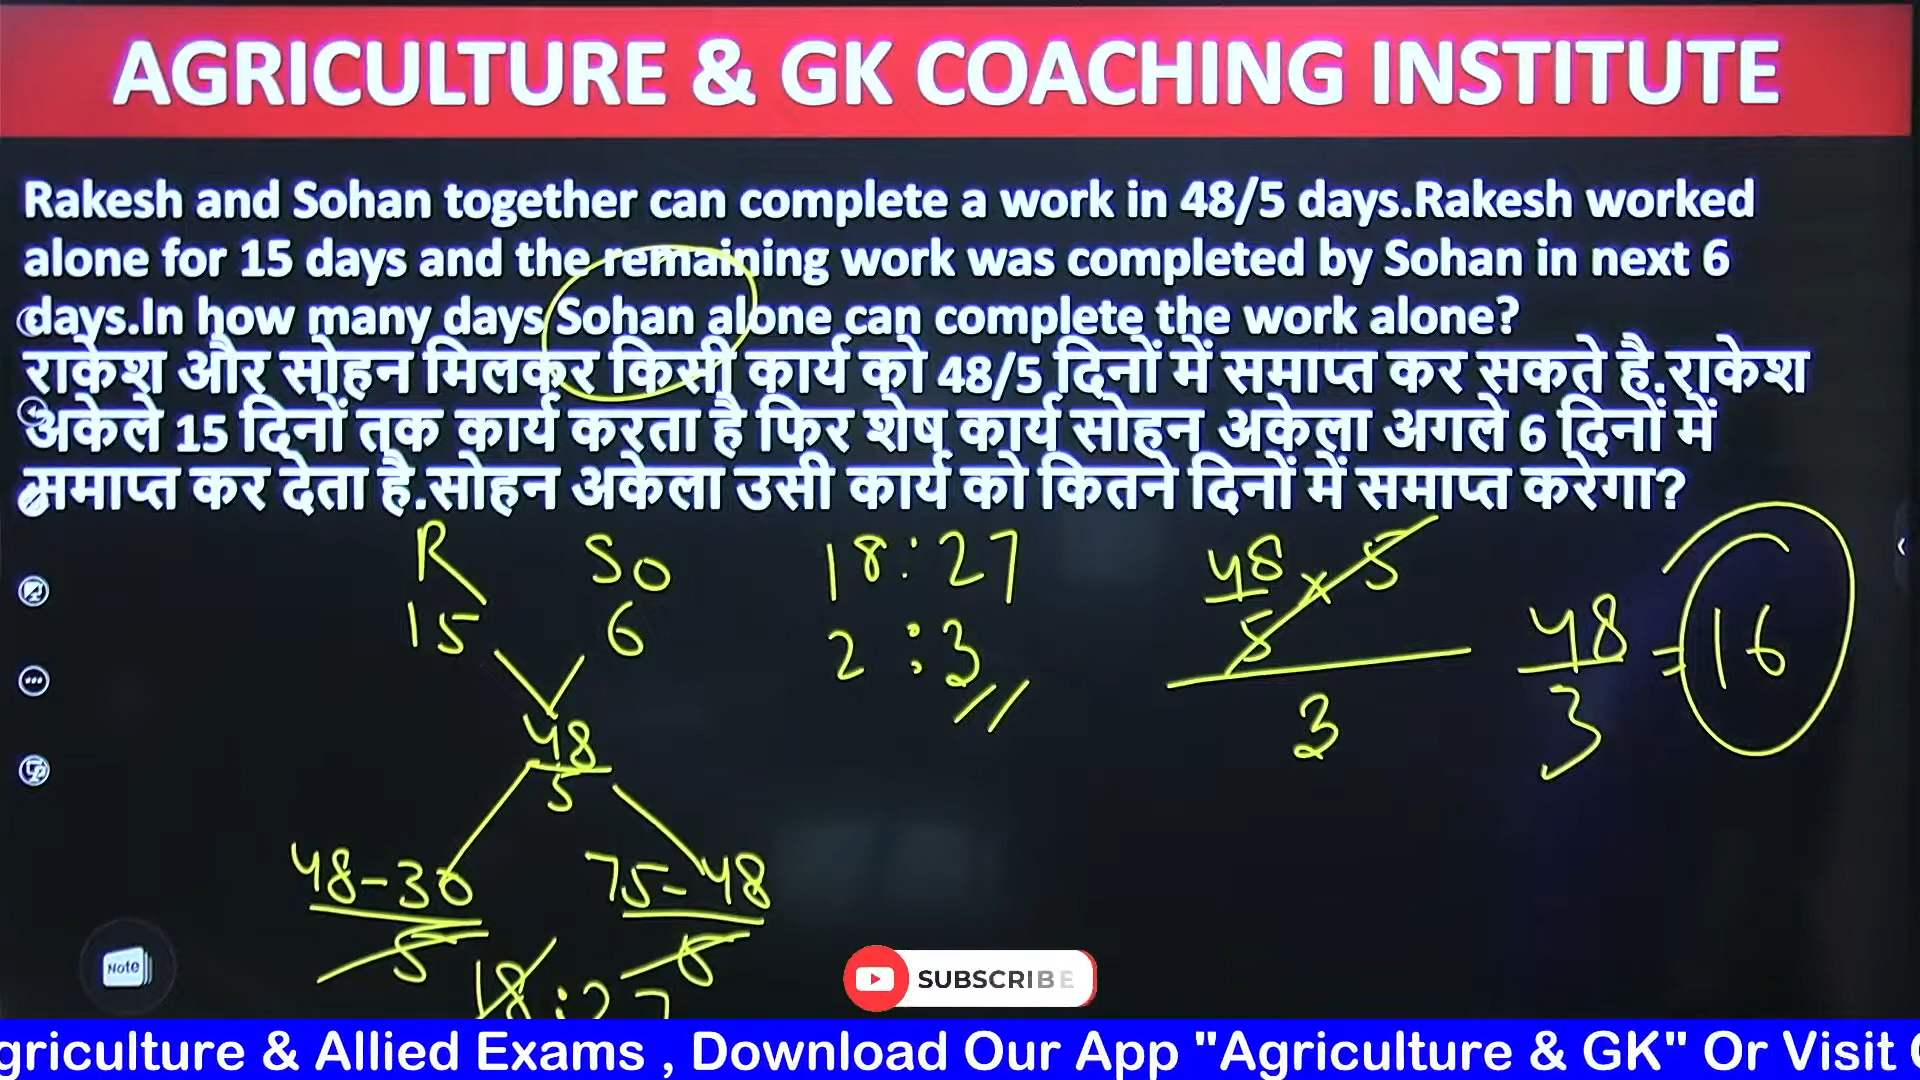 AGRICULTURE & GK COACHING INSTITUTE
Rakesh and Sohan together can complete a work in 48/5 days.Rakesh worked
alone for 15 days and the remaining work was completed by Sohan in next 6
days.In how many days Sohan alone can complete the work alone?
राकेश और सोहन मिलकर किसी कार्य को 48/5 दिनों में समाप्त कर सकते है.राकेश
अकेले 15 दिनों तक कार्य करता है फिर शेष कार्य सोहन अकेला अगले 6 दिनों में
समाप्त कर देता है.सोहन अकेला उसी कार्य को कितने दिनों में समाप्त करेगा?
R So
15 6
48
5
48-30 75-48
5 5
18:27
18:27
2:3
48 x 5
5
3
48
3
=16
Note
SUBSCRIBE
griculture & Allied Exams , Download Our App "Agriculture & GK" Or Visit